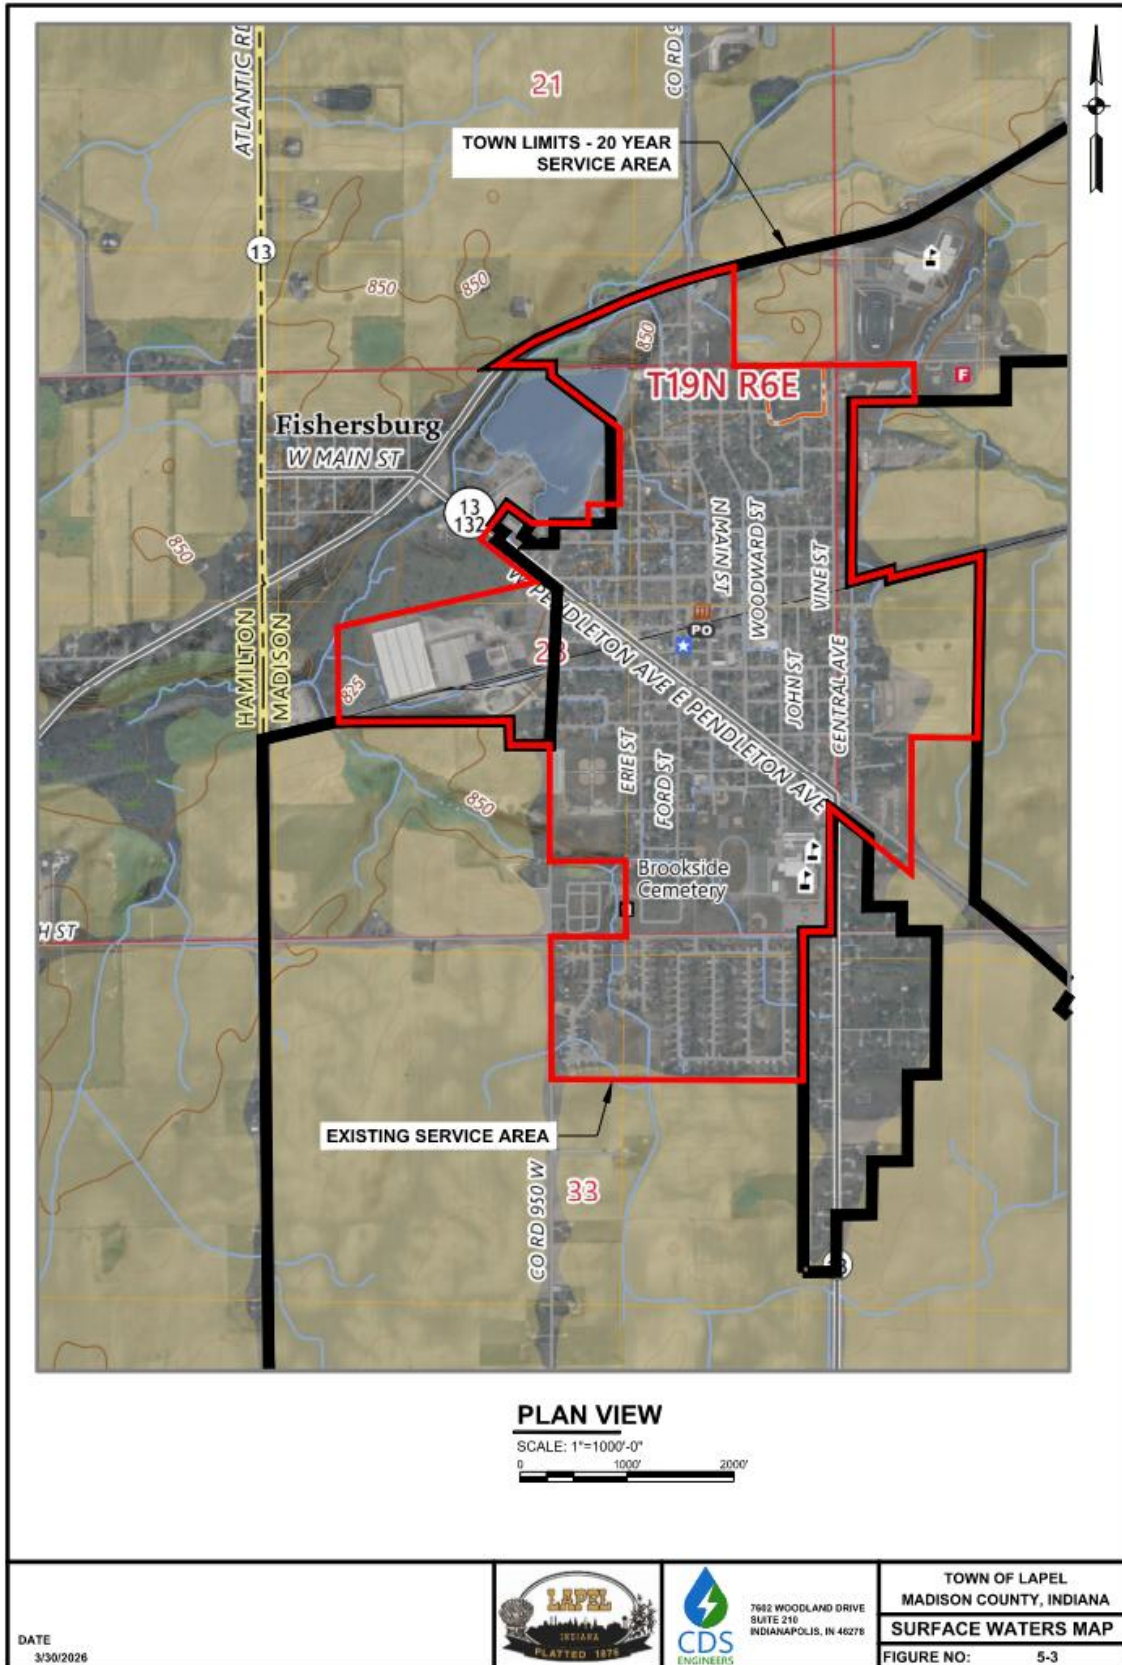 ATLANTIC RD
21
CO RD 9
TOWN LIMITS - 20 YEAR
SERVICE AREA
13
850
850
850
T19N R6E
F
Fishersburg
W MAIN ST
13
132
850
N MAIN ST
WOODWARD ST
VINE ST
PO
W PENDLETON AVE E PENDLETON AVE
HAMILTON
MADISON
825
JOHN ST
CENTRAL AVE
ERIE ST
FORD ST
850
Brookside
Cemetery
H ST
EXISTING SERVICE AREA
33
CO RD 950 W
PLAN VIEW
SCALE: 1"=1000'-0"
0 1000' 2000'
DATE
3/30/2026
LAPEL
INDIANA
PLATTED 1876
CDS
ENGINEERS
7602 WOODLAND DRIVE
SUITE 210
INDIANAPOLIS, IN 46278
TOWN OF LAPEL
MADISON COUNTY, INDIANA
SURFACE WATERS MAP
FIGURE NO: 5-3